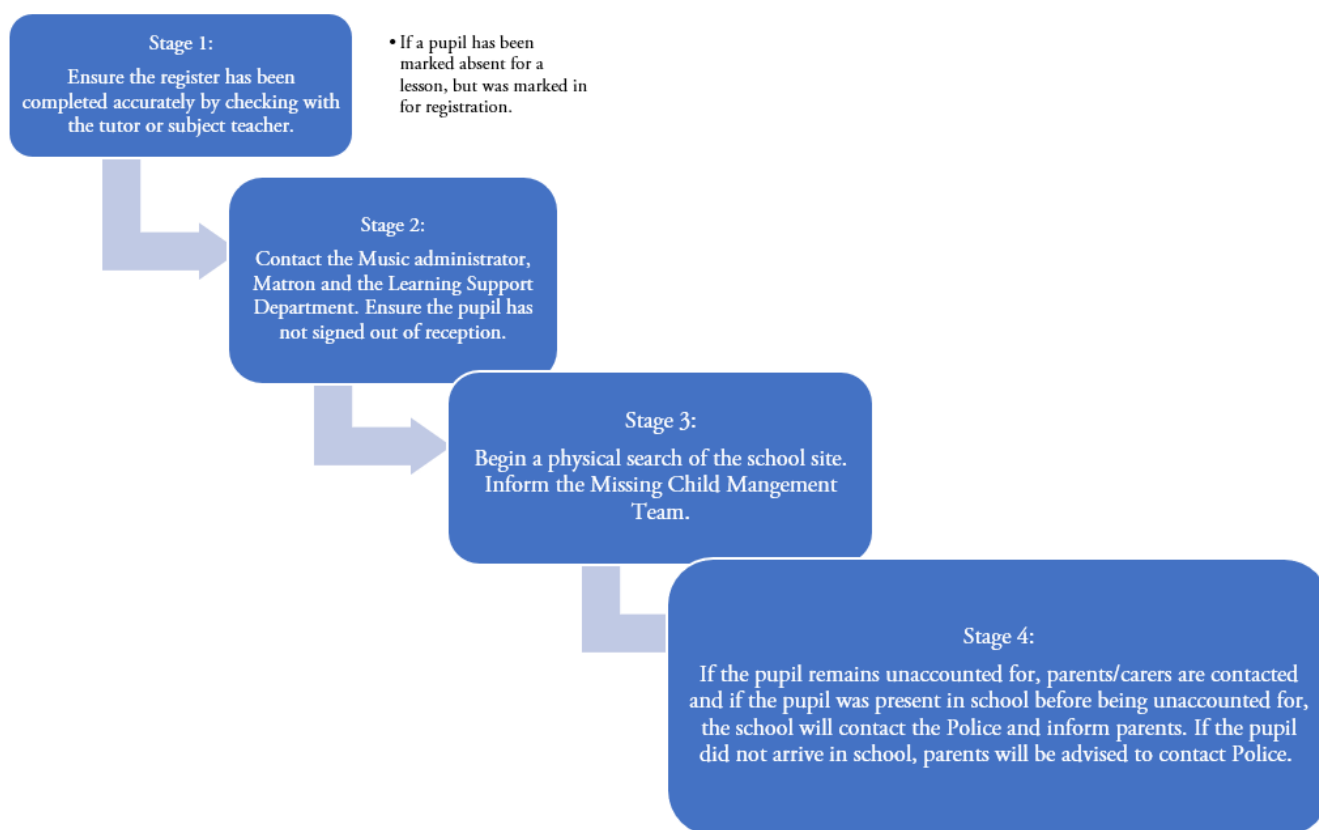 Stage 1:
Ensure the register has been
completed accurately by checking with
the tutor or subject teacher.
• If a pupil has been
marked absent for a
lesson, but was marked in
for registration.
Stage 2:
Contact the Music administrator,
Matron and the Learning Support
Department. Ensure the pupil has
not signed out of reception.
Stage 3:
Begin a physical search of the school site.
Inform the Missing Child Mangement
Team.
Stage 4:
If the pupil remains unaccounted for, parents/carers are contacted
and if the pupil was present in school before being unaccounted for,
the school will contact the Police and inform parents. If the pupil
did not arrive in school, parents will be advised to contact Police.